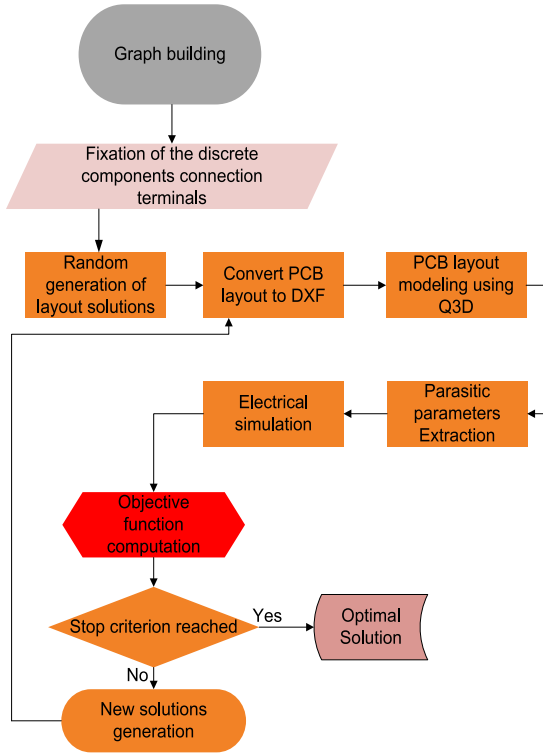 Graph building
Fixation of the discrete
components connection
terminals
Random
generation of
layout solutions
Convert PCB
layout to DXF
PCB layout
modeling using
Q3D
Electrical
simulation
Parasitic
parameters
Extraction
Objective
function
computation
Stop criterion reached
Yes
Optimal
Solution
No
New solutions
generation